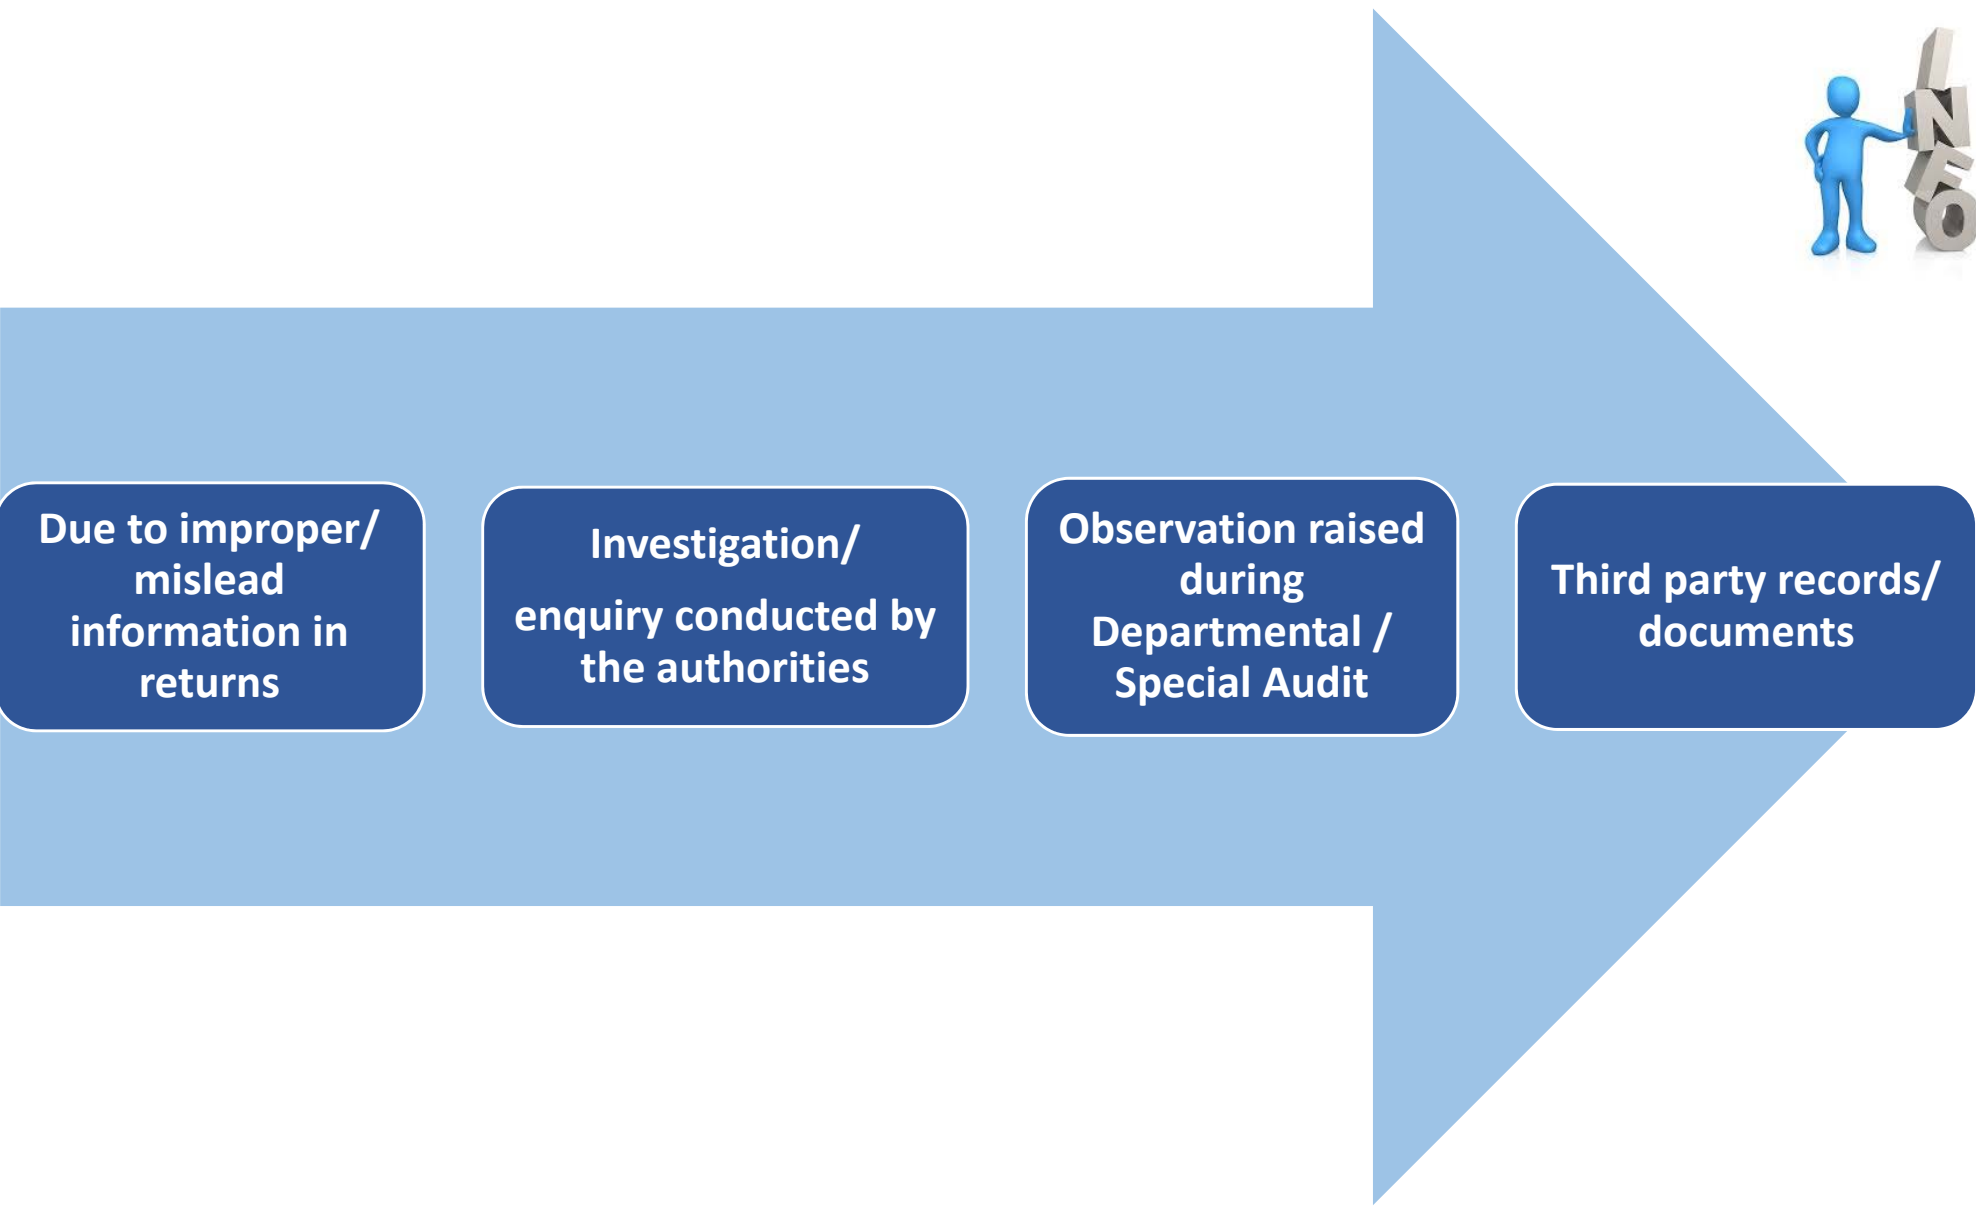 INFO
Due to improper/
mislead
information in
returns
Investigation/
enquiry conducted by
the authorities
Observation raised
during
Departmental /
Special Audit
Third party records/
documents